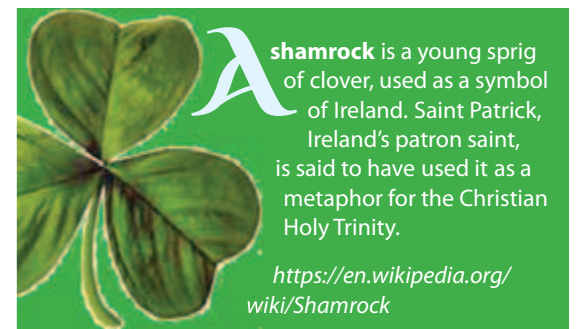 A shamrock is a young sprig
of clover, used as a symbol
of Ireland. Saint Patrick,
Ireland’s patron saint,
is said to have used it as a
metaphor for the Christian
Holy Trinity.
https://en.wikipedia.org/
wiki/Shamrock